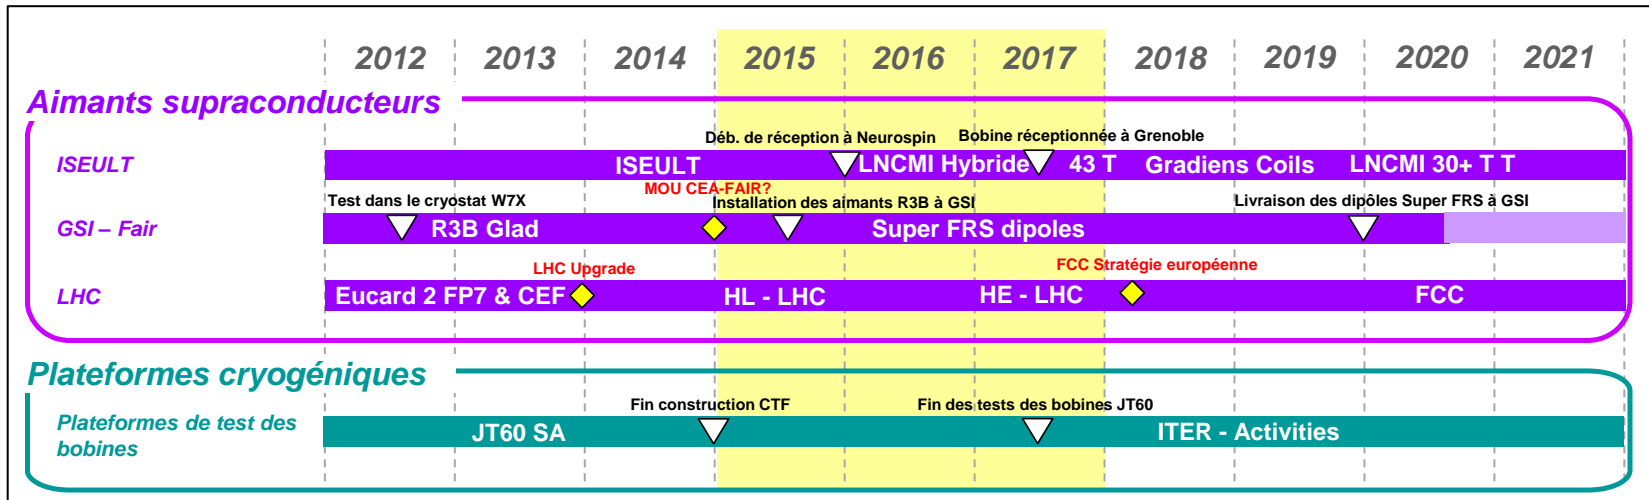 2012 2013 2014 2015 2016 2017 2018 2019 2020 2021
Aimants supraconducteurs
Déb. de réception à Neurospin Bobine réceptionnée à Grenoble
ISEULT ISEULT LNCMI Hybride 43 T Gradiens Coils LNCMI 30+ T T
MOU CEA-FAIR?
Test dans le cryostat W7X Installation des aimants R3B à GSI Livraison des dipôles Super FRS à GSI
GSI – Fair R3B Glad Super FRS dipoles
LHC Upgrade FCC Stratégie européenne
LHC Eucard 2 FP7 & CEF HL - LHC HE - LHC FCC
Plateformes cryogéniques
Fin construction CTF Fin des tests des bobines JT60
Plateformes de test des
bobines
JT60 SA ITER - Activities